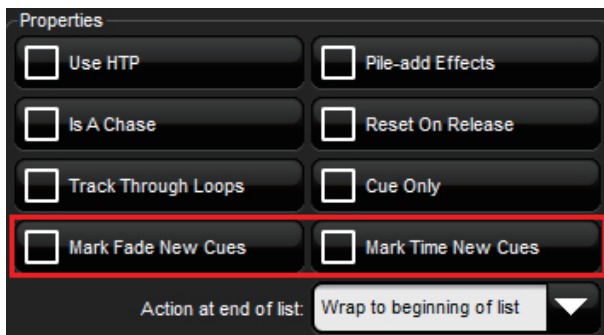 Properties
Use HTP Pile-add Effects
Is A Chase Reset On Release
Track Through Loops Cue Only
Mark Fade New Cues Mark Time New Cues
Action at end of list: Wrap to beginning of list